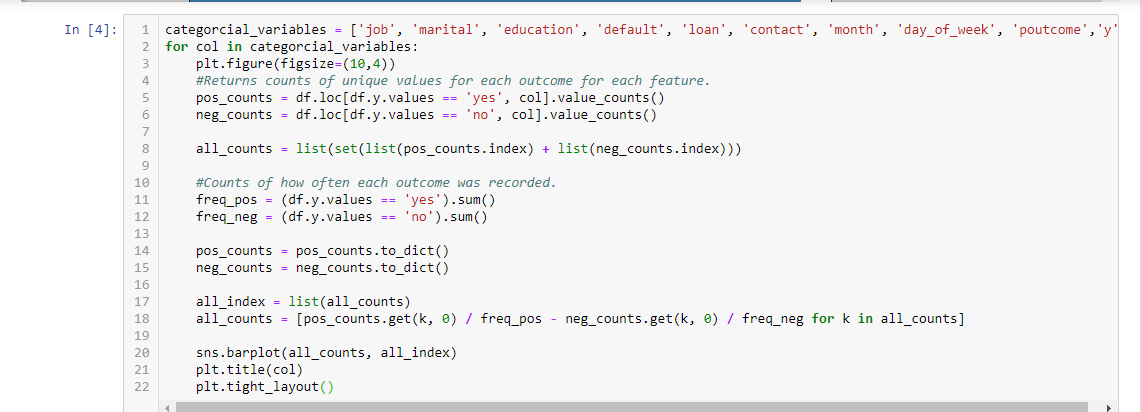 In [4]:
1 categorcial_variables = ['job', 'marital', 'education', 'default', 'loan', 'contact', 'month', 'day_of_week', 'poutcome','y'
2 for col in categorcial_variables:
3     plt.figure(figsize=(10,4))
4     #Returns counts of unique values for each outcome for each feature.
5     pos_counts = df.loc[df.y.values == 'yes', col].value_counts()
6     neg_counts = df.loc[df.y.values == 'no', col].value_counts()
7
8     all_counts = list(set(list(pos_counts.index) + list(neg_counts.index)))
9
10     #Counts of how often each outcome was recorded.
11     freq_pos = (df.y.values == 'yes').sum()
12     freq_neg = (df.y.values == 'no').sum()
13
14     pos_counts = pos_counts.to_dict()
15     neg_counts = neg_counts.to_dict()
16
17     all_index = list(all_counts)
18     all_counts = [pos_counts.get(k, 0) / freq_pos - neg_counts.get(k, 0) / freq_neg for k in all_counts]
19
20     sns.barplot(all_counts, all_index)
21     plt.title(col)
22     plt.tight_layout()